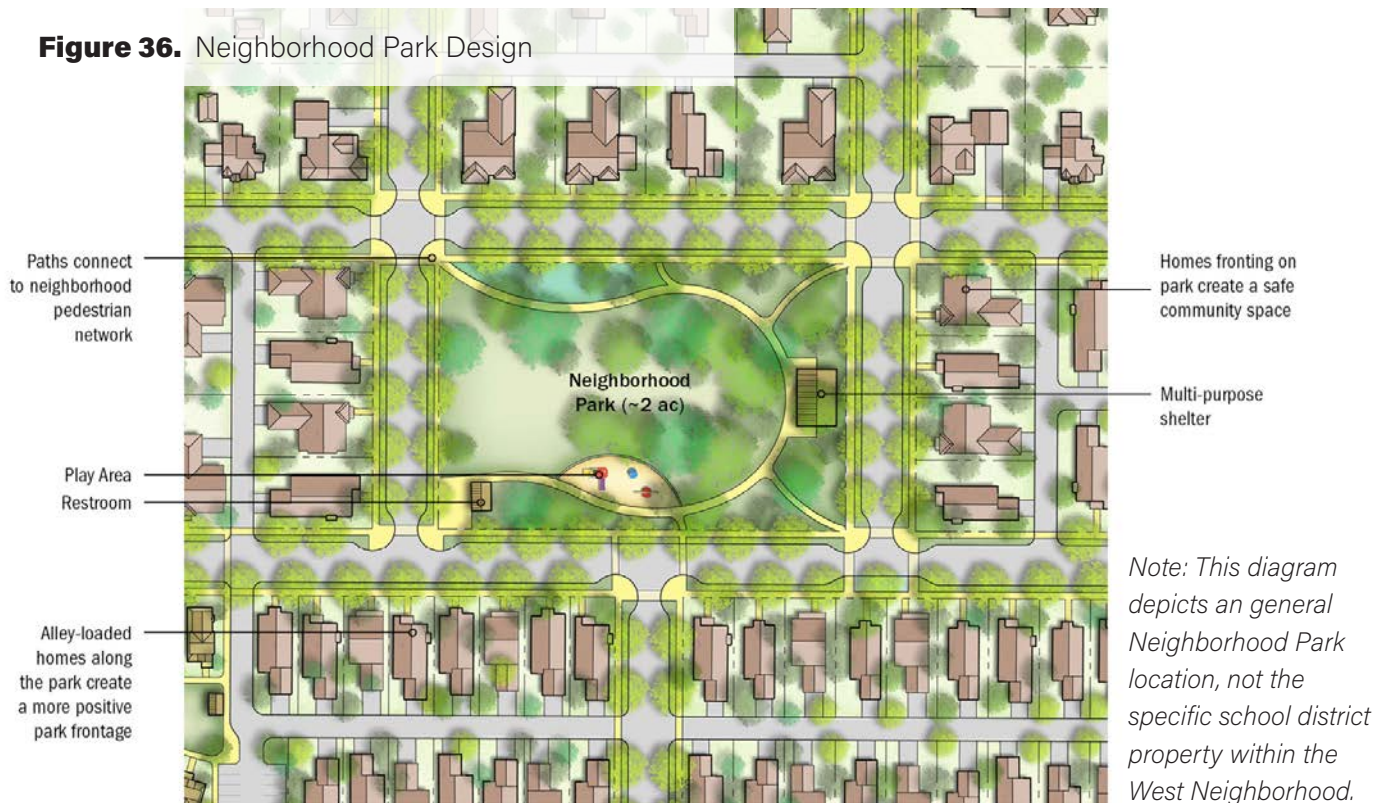 Figure 36. Neighborhood Park Design
Paths connect
to neighborhood
pedestrian
network
Homes fronting on
park create a safe
community space
Neighborhood
Park (~2 ac)
Multi-purpose
shelter
Play Area
Restroom
Alley-loaded
homes along
the park create
a more positive
park frontage
Note: This diagram
depicts an general
Neighborhood Park
location, not the
specific school district
property within the
West Neighborhood.